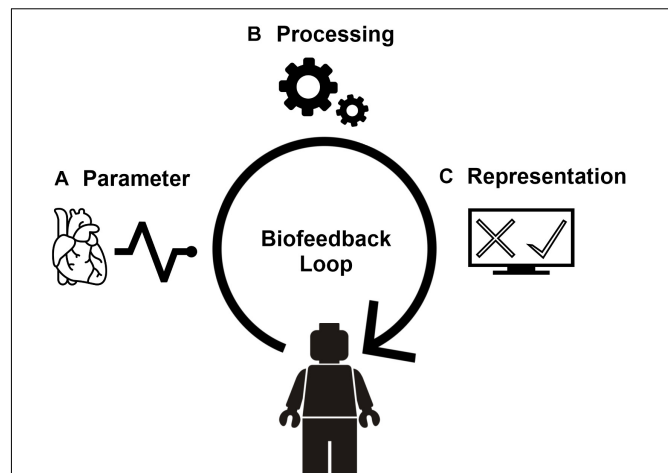 B Processing
A Parameter
C Representation
Biofeedback
Loop